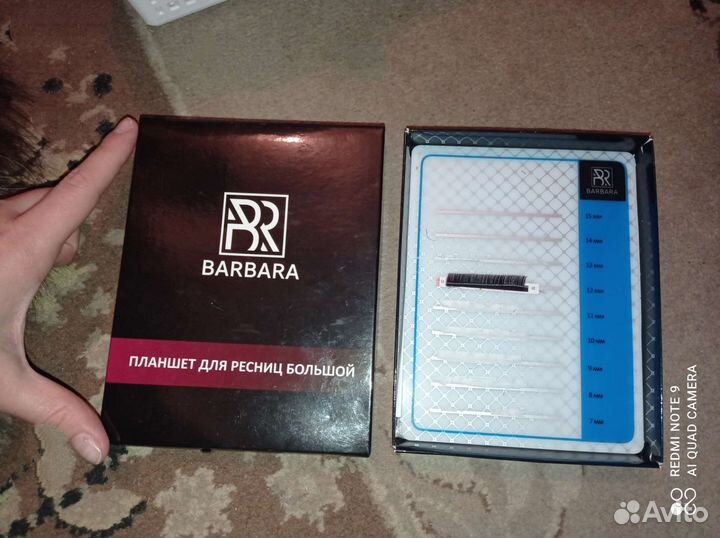 BARBARA
ПЛАНШЕТ ДЛЯ РЕСНИЦ БОЛЬШОЙ
BARBARA
15 мм
14 мм
13 мм
12 мм
11 мм
10 мм
9 мм
8 мм
7 мм
REDMI NOTE 9
AI QUAD CAMERA
Avito